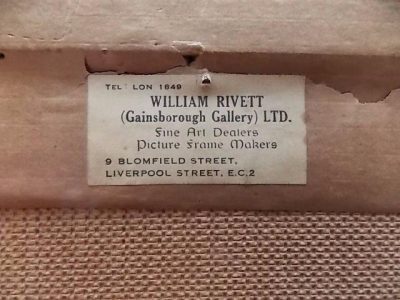 TEL: LON 1849
WILLIAM RIVETT
(Gainsborough Gallery) LTD.
Fine Art Dealers
Picture Frame Makers
9 BLOMFIELD STREET,
LIVERPOOL STREET, E.C.2